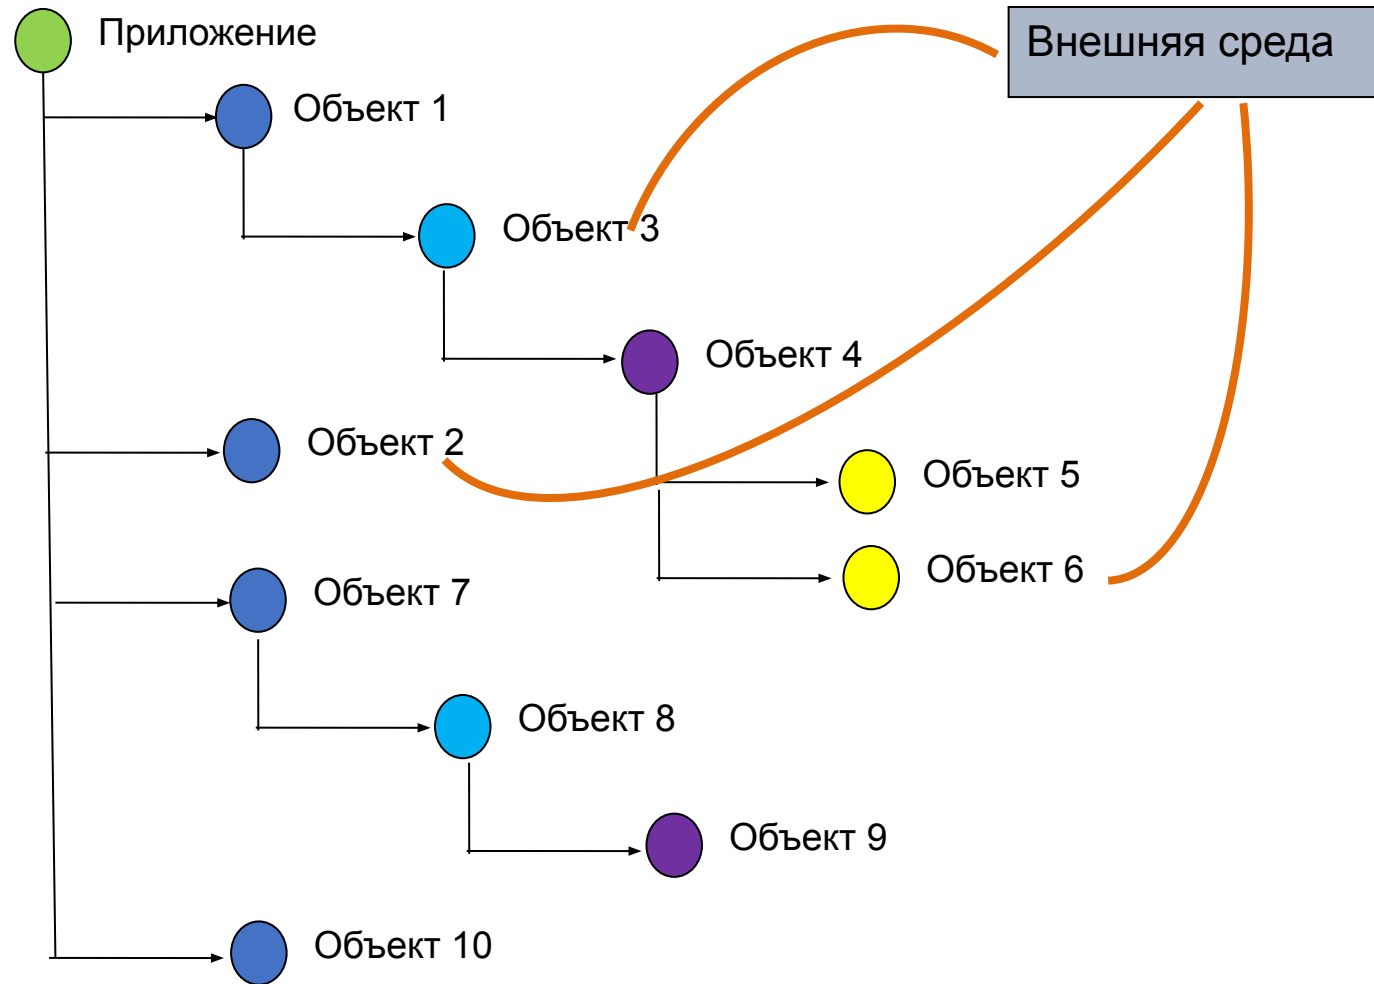 Приложение
Внешняя среда
Объект 1
Объект 3
Объект 4
Объект 2
Объект 5
Объект 6
Объект 7
Объект 8
Объект 9
Объект 10